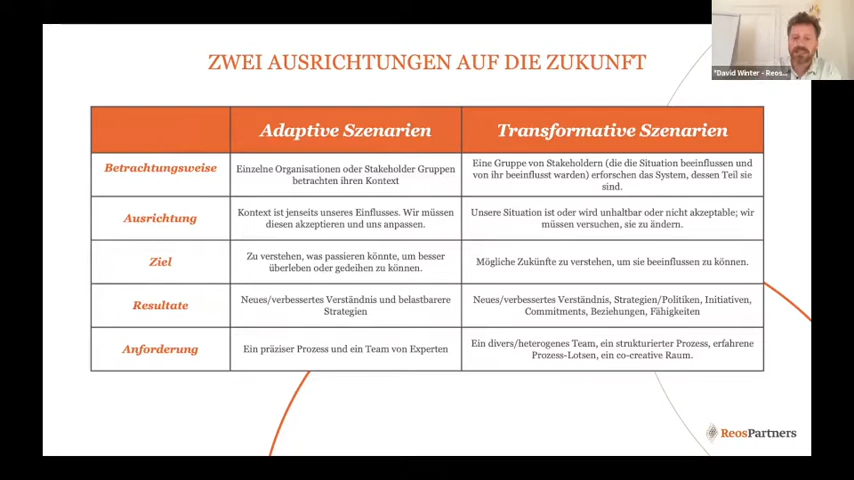 ZWEI AUSRICHTUNGEN AUF DIE ZUKUNFT
*David Winter - Reos...
Adaptive Szenarien
Transformative Szenarien
Betrachtungsweise
Einzelne Organisationen oder Stakeholder Gruppen
betrachten ihren Kontext
Eine Gruppe von Stakeholdern (die die Situation beeinflussen und
von ihr beeinflusst warden) erforschen das System, dessen Teil sie
sind.
Ausrichtung
Kontext ist jenseits unseres Einflusses. Wir müssen
diesen akzeptieren und uns anpassen.
Unsere Situation ist oder wird unhaltbar oder nicht akzeptable; wir
müssen versuchen, sie zu ändern.
Ziel
Zu verstehen, was passieren könnte, um besser
überleben oder gedeihen zu können.
Mögliche Zukünfte zu verstehen, um sie beeinflussen zu können.
Resultate
Neues/verbessertes Verständnis und belastbarere
Strategien
Neues/verbessertes Verständnis, Strategien/Politiken, Initiativen,
Commitments, Beziehungen, Fähigkeiten
Anforderung
Ein präziser Prozess und ein Team von Experten
Ein divers/heterogenes Team, ein strukturierter Prozess, erfahrene
Prozess-Lotsen, ein co-creative Raum.
ReosPartners